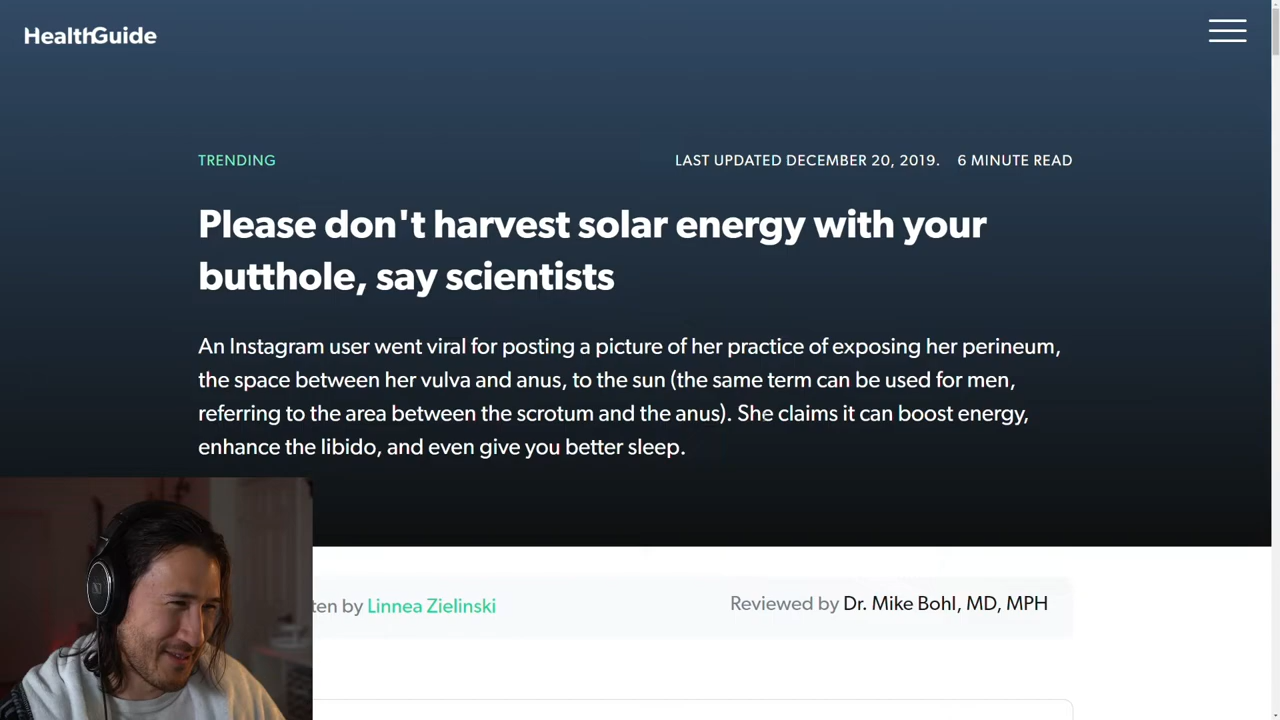 HealthGuide
TRENDING
LAST UPDATED DECEMBER 20, 2019. 6 MINUTE READ
Please don't harvest solar energy with your
butthole, say scientists
An Instagram user went viral for posting a picture of her practice of exposing her perineum,
the space between her vulva and anus, to the sun (the same term can be used for men,
referring to the area between the scrotum and the anus). She claims it can boost energy,
enhance the libido, and even give you better sleep.
ten by Linnea Zielinski
Reviewed by Dr. Mike Bohl, MD, MPH